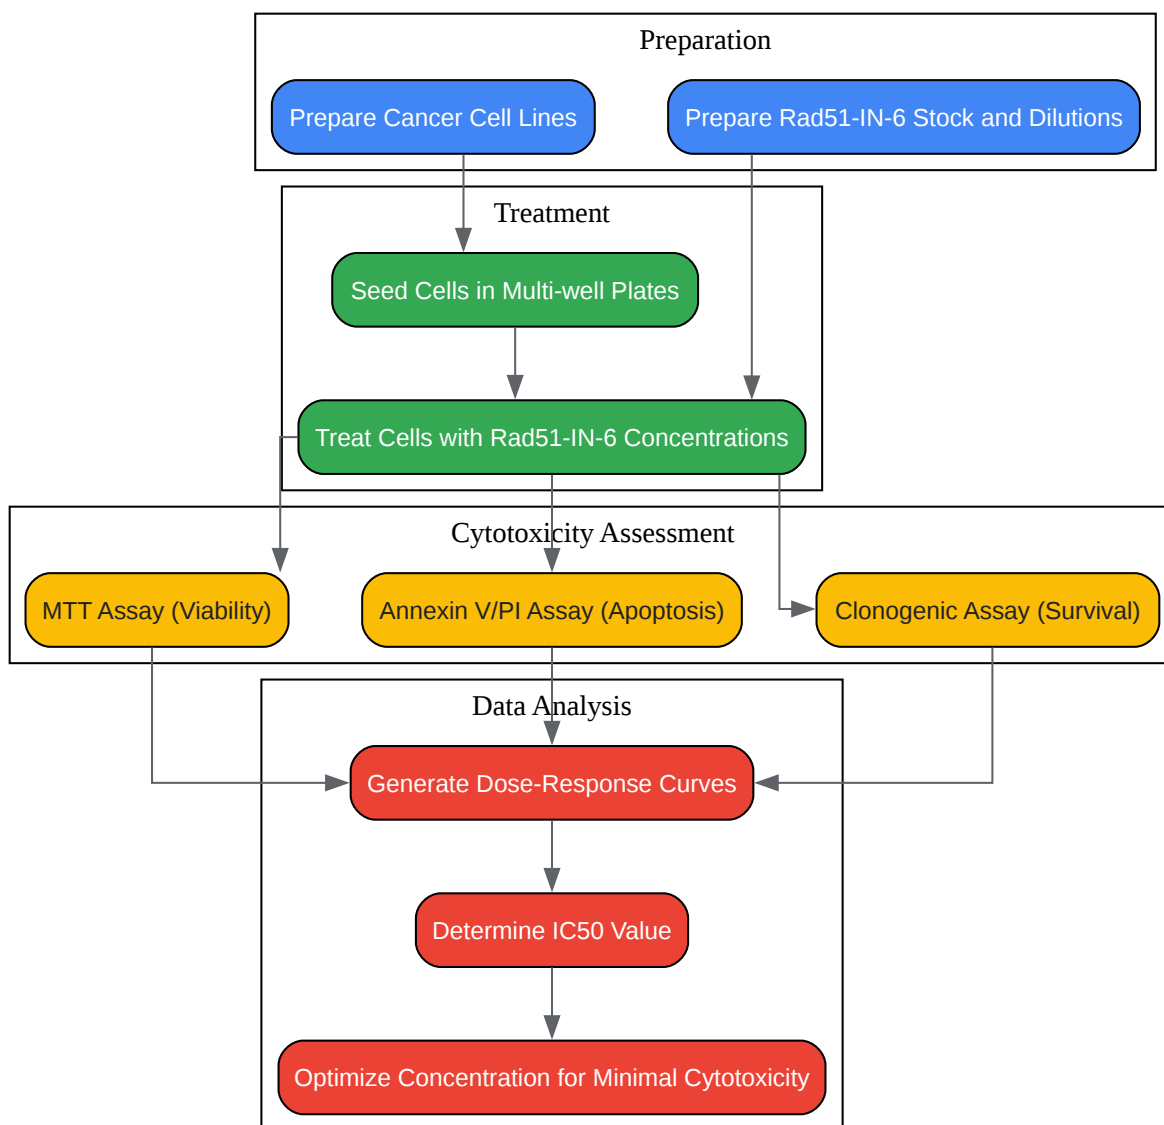 Preparation
Prepare Cancer Cell Lines
Prepare Rad51-IN-6 Stock and Dilutions
Treatment
Seed Cells in Multi-well Plates
Treat Cells with Rad51-IN-6 Concentrations
Cytotoxicity Assessment
MTT Assay (Viability)
Annexin V/PI Assay (Apoptosis)
Clonogenic Assay (Survival)
Data Analysis
Generate Dose-Response Curves
Determine IC50 Value
Optimize Concentration for Minimal Cytotoxicity